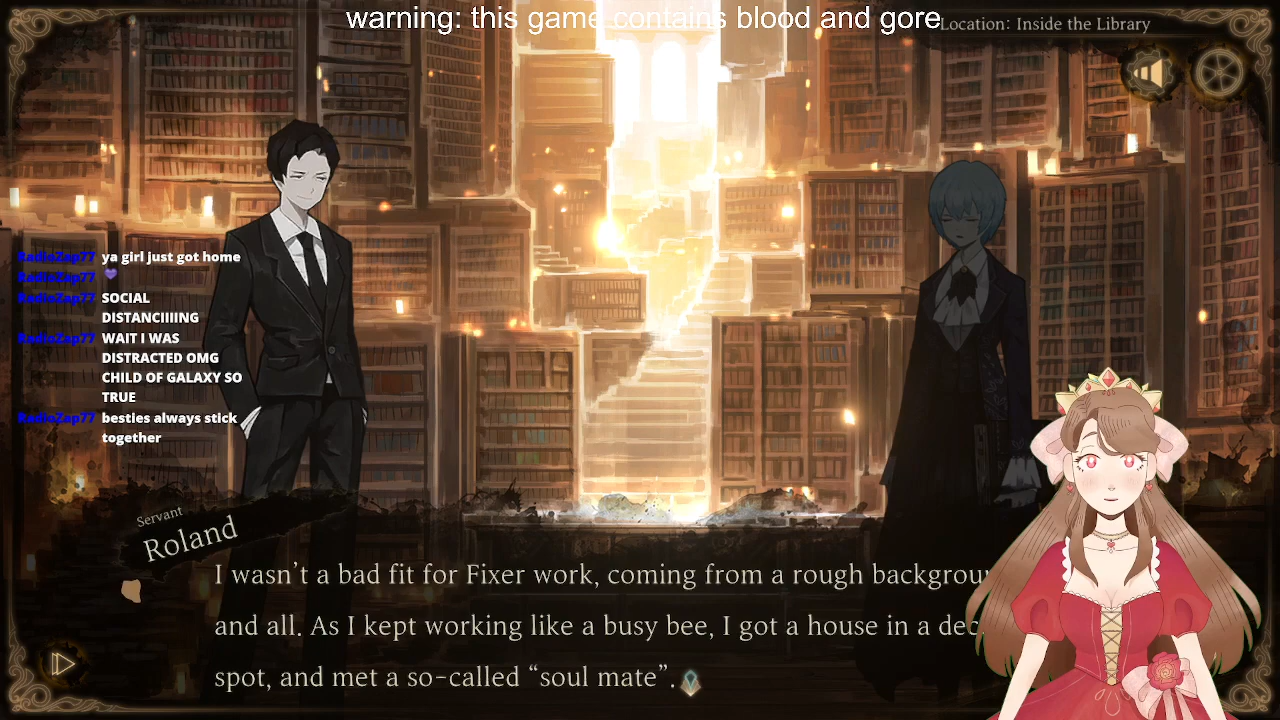 warning: this game contains blood and gore
Location: Inside the Library
RadioZap77 ya girl just got home
RadioZap77 💜
RadioZap77 SOCIAL
DISTANCIIIING
RadioZap77 WAIT I WAS
DISTRACTED OMG
CHILD OF GALAXY SO
TRUE
RadioZap77 besties always stick
together
Servant
Roland
I wasn't a bad fit for Fixer work, coming from a rough
and all. As I kept working like a busy bee, I got a house in a
spot, and met a so-called “soul mate”.